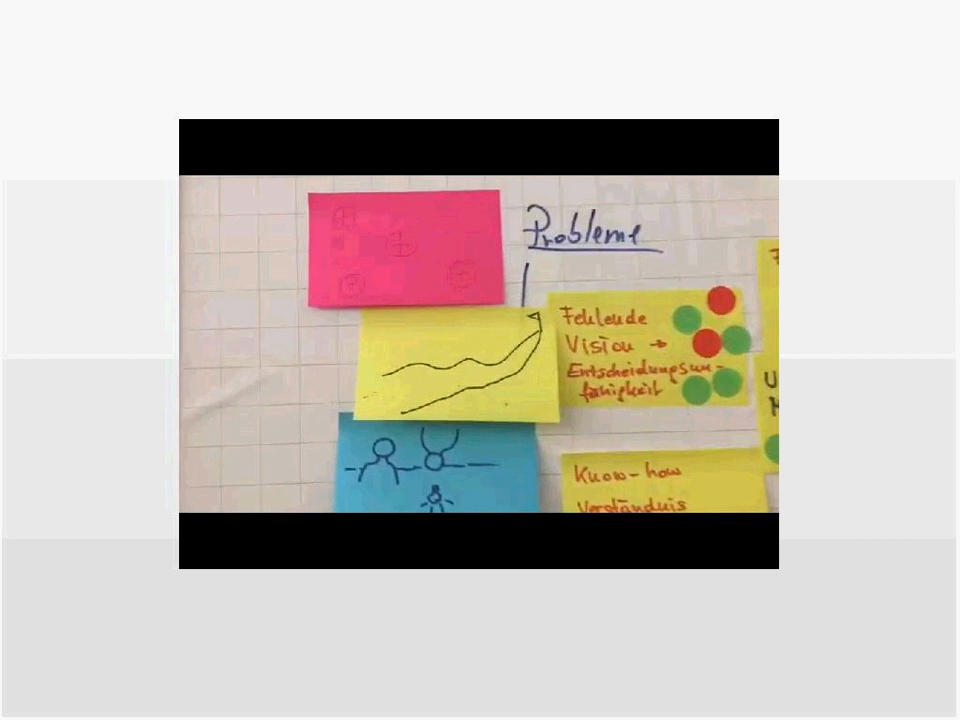 Probleme
Fehlende
Vision →
Entscheidungsun-
fähigkeit
Know-how
Verständnis